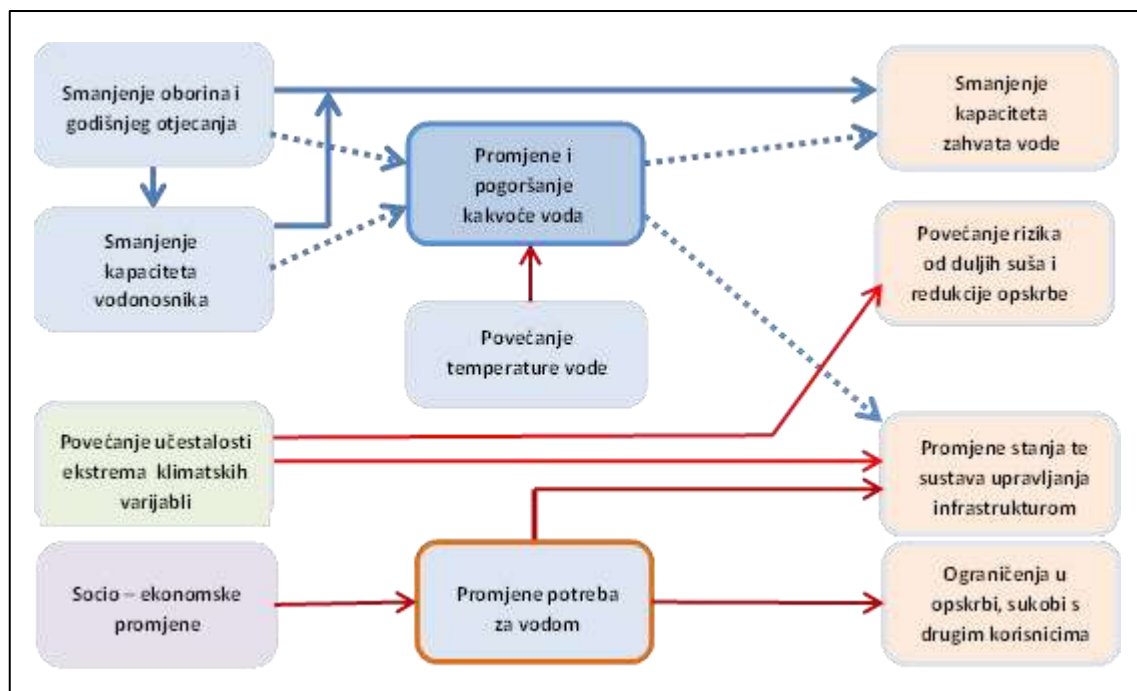 Smanjenje oborina i
godišnjeg otjecanja
Smanjenje
kapaciteta
vodonosnika
Promjene i
pogoršanje
kakvoće voda
Povećanje
temperature vode
Smanjenje
kapaciteta
zahvata vode
Povećanje rizika
od duljih suša i
redukcije opskrbe
Povećanje učestalosti
ekstrema klimatskih
varijabli
Promjene stanja te
sustava upravljanja
infrastrukturom
Socio – ekonomske
promjene
Promjene potreba
za vodom
Ograničenja u
opskrbi, sukobi s
drugim korisnicima